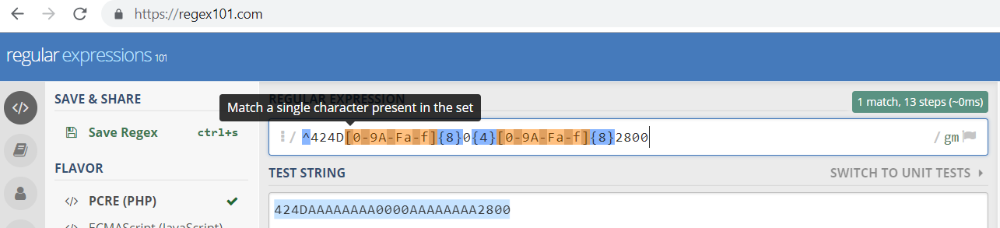 https://regex101.com
regular expressions 101
SAVE & SHARE
Save Regex ctrl+s
FLAVOR
PCRE (PHP)
ECMAScript (JavaScript)
Match a single character present in the set
REGULAR EXPRESSION
1 match, 13 steps (~0ms)
/ ^424D[0-9A-Fa-f]{8}0{4}[0-9A-Fa-f]{8}2800 / gm
TEST STRING SWITCH TO UNIT TESTS
424DAAAAAAAA0000AAAAAAAA2800